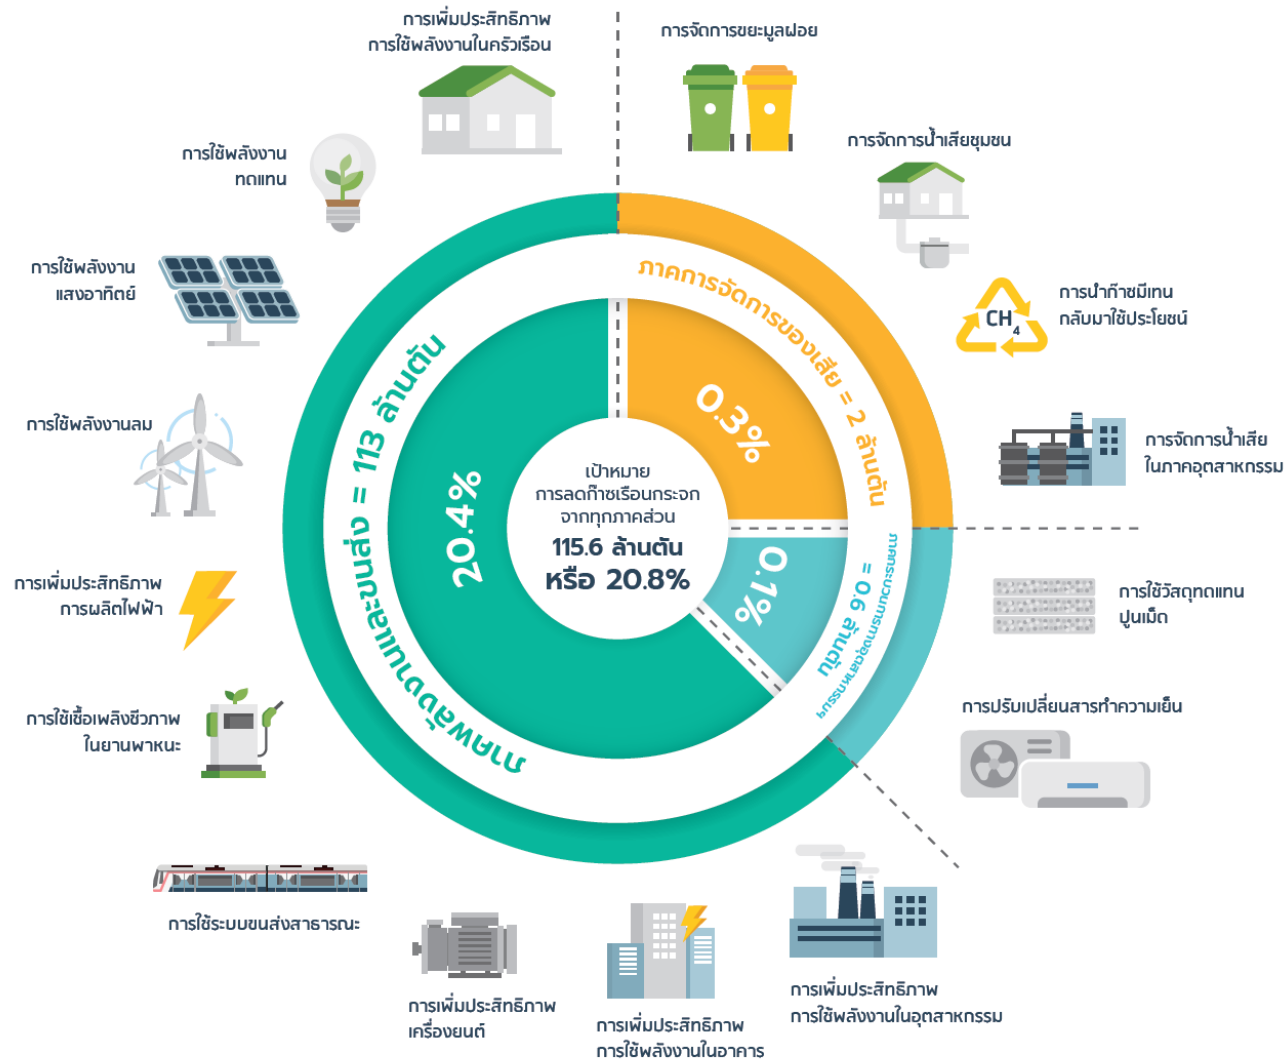 การเพิ่มประสิทธิภาพ
การใช้พลังงานในครัวเรือน
การจัดการขยะมูลฝอย
การจัดการน้ำเสียชุมชน
การใช้พลังงาน
ทดแทน
การใช้พลังงาน
แสงอาทิตย์
การนำก๊าซมีเทน
กลับมาใช้ประโยชน์
CH4
การใช้พลังงานลม
การจัดการน้ำเสีย
ในภาคอุตสาหกรรม
ภาคการจัดการของเสีย = 2 ล้านตัน
0.3%
ภาคพลังงานและขนส่ง = 113 ล้านตัน
20.4%
เป้าหมาย
การลดก๊าซเรือนกระจก
จากทุกภาคส่วน
115.6 ล้านตัน
หรือ 20.8%
ภาคกระบวนการทางอุตสาหกรรมฯ
= 0.6 ล้านตัน
0.1%
การเพิ่มประสิทธิภาพ
การผลิตไฟฟ้า
การใช้วัสดุทดแทน
ปูนเม็ด
การใช้เชื้อเพลิงชีวภาพ
ในยานพาหนะ
การปรับเปลี่ยนสารทำความเย็น
การใช้ระบบขนส่งสาธารณะ
การเพิ่มประสิทธิภาพ
เครื่องยนต์
การเพิ่มประสิทธิภาพ
การใช้พลังงานในอาคาร
การเพิ่มประสิทธิภาพ
การใช้พลังงานในอุตสาหกรรม